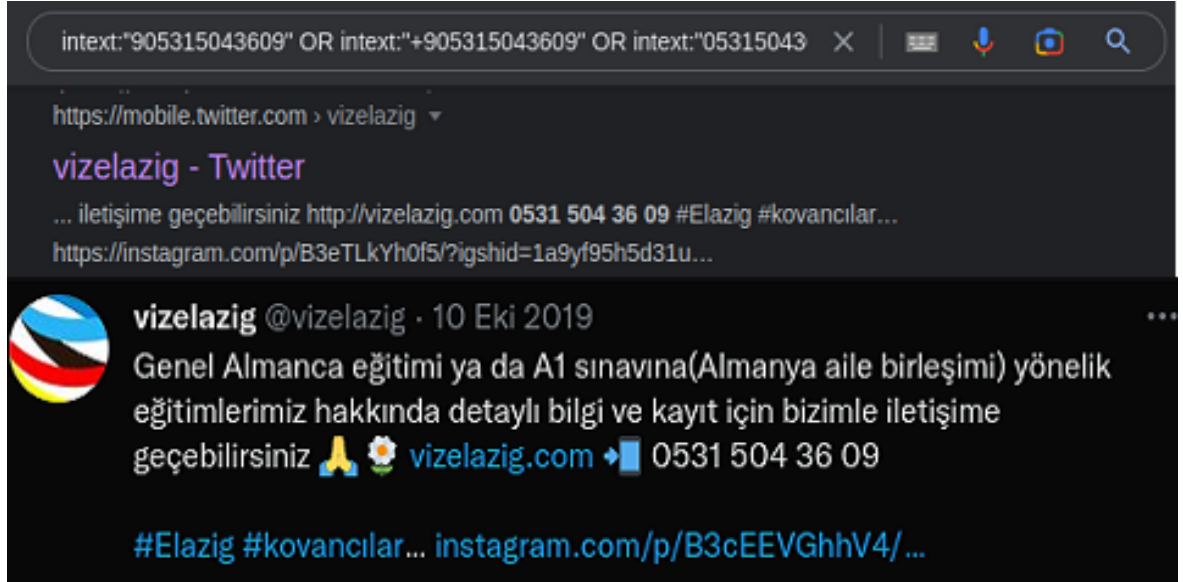 intext:"905315043609" OR intext:"+905315043609" OR intext:"05315043
https://mobile.twitter.com › vizelazig
vizelazig - Twitter
... iletişime geçebilirsiniz http://vizelazig.com 0531 504 36 09 #Elazig #kovancılar...
https://instagram.com/p/B3eTLkYh0f5/?igshid=1a9yf95h5d31u...
vizelazig @vizelazig · 10 Eki 2019
Genel Almanca eğitimi ya da A1 sınavına(Almanya aile birleşimi) yönelik
eğitimlerimiz hakkında detaylı bilgi ve kayıt için bizimle iletişime
geçebilirsiniz 🙏 🌼 vizelazig.com 📲 0531 504 36 09
#Elazig #kovancılar... instagram.com/p/B3cEEVGhhV4/...